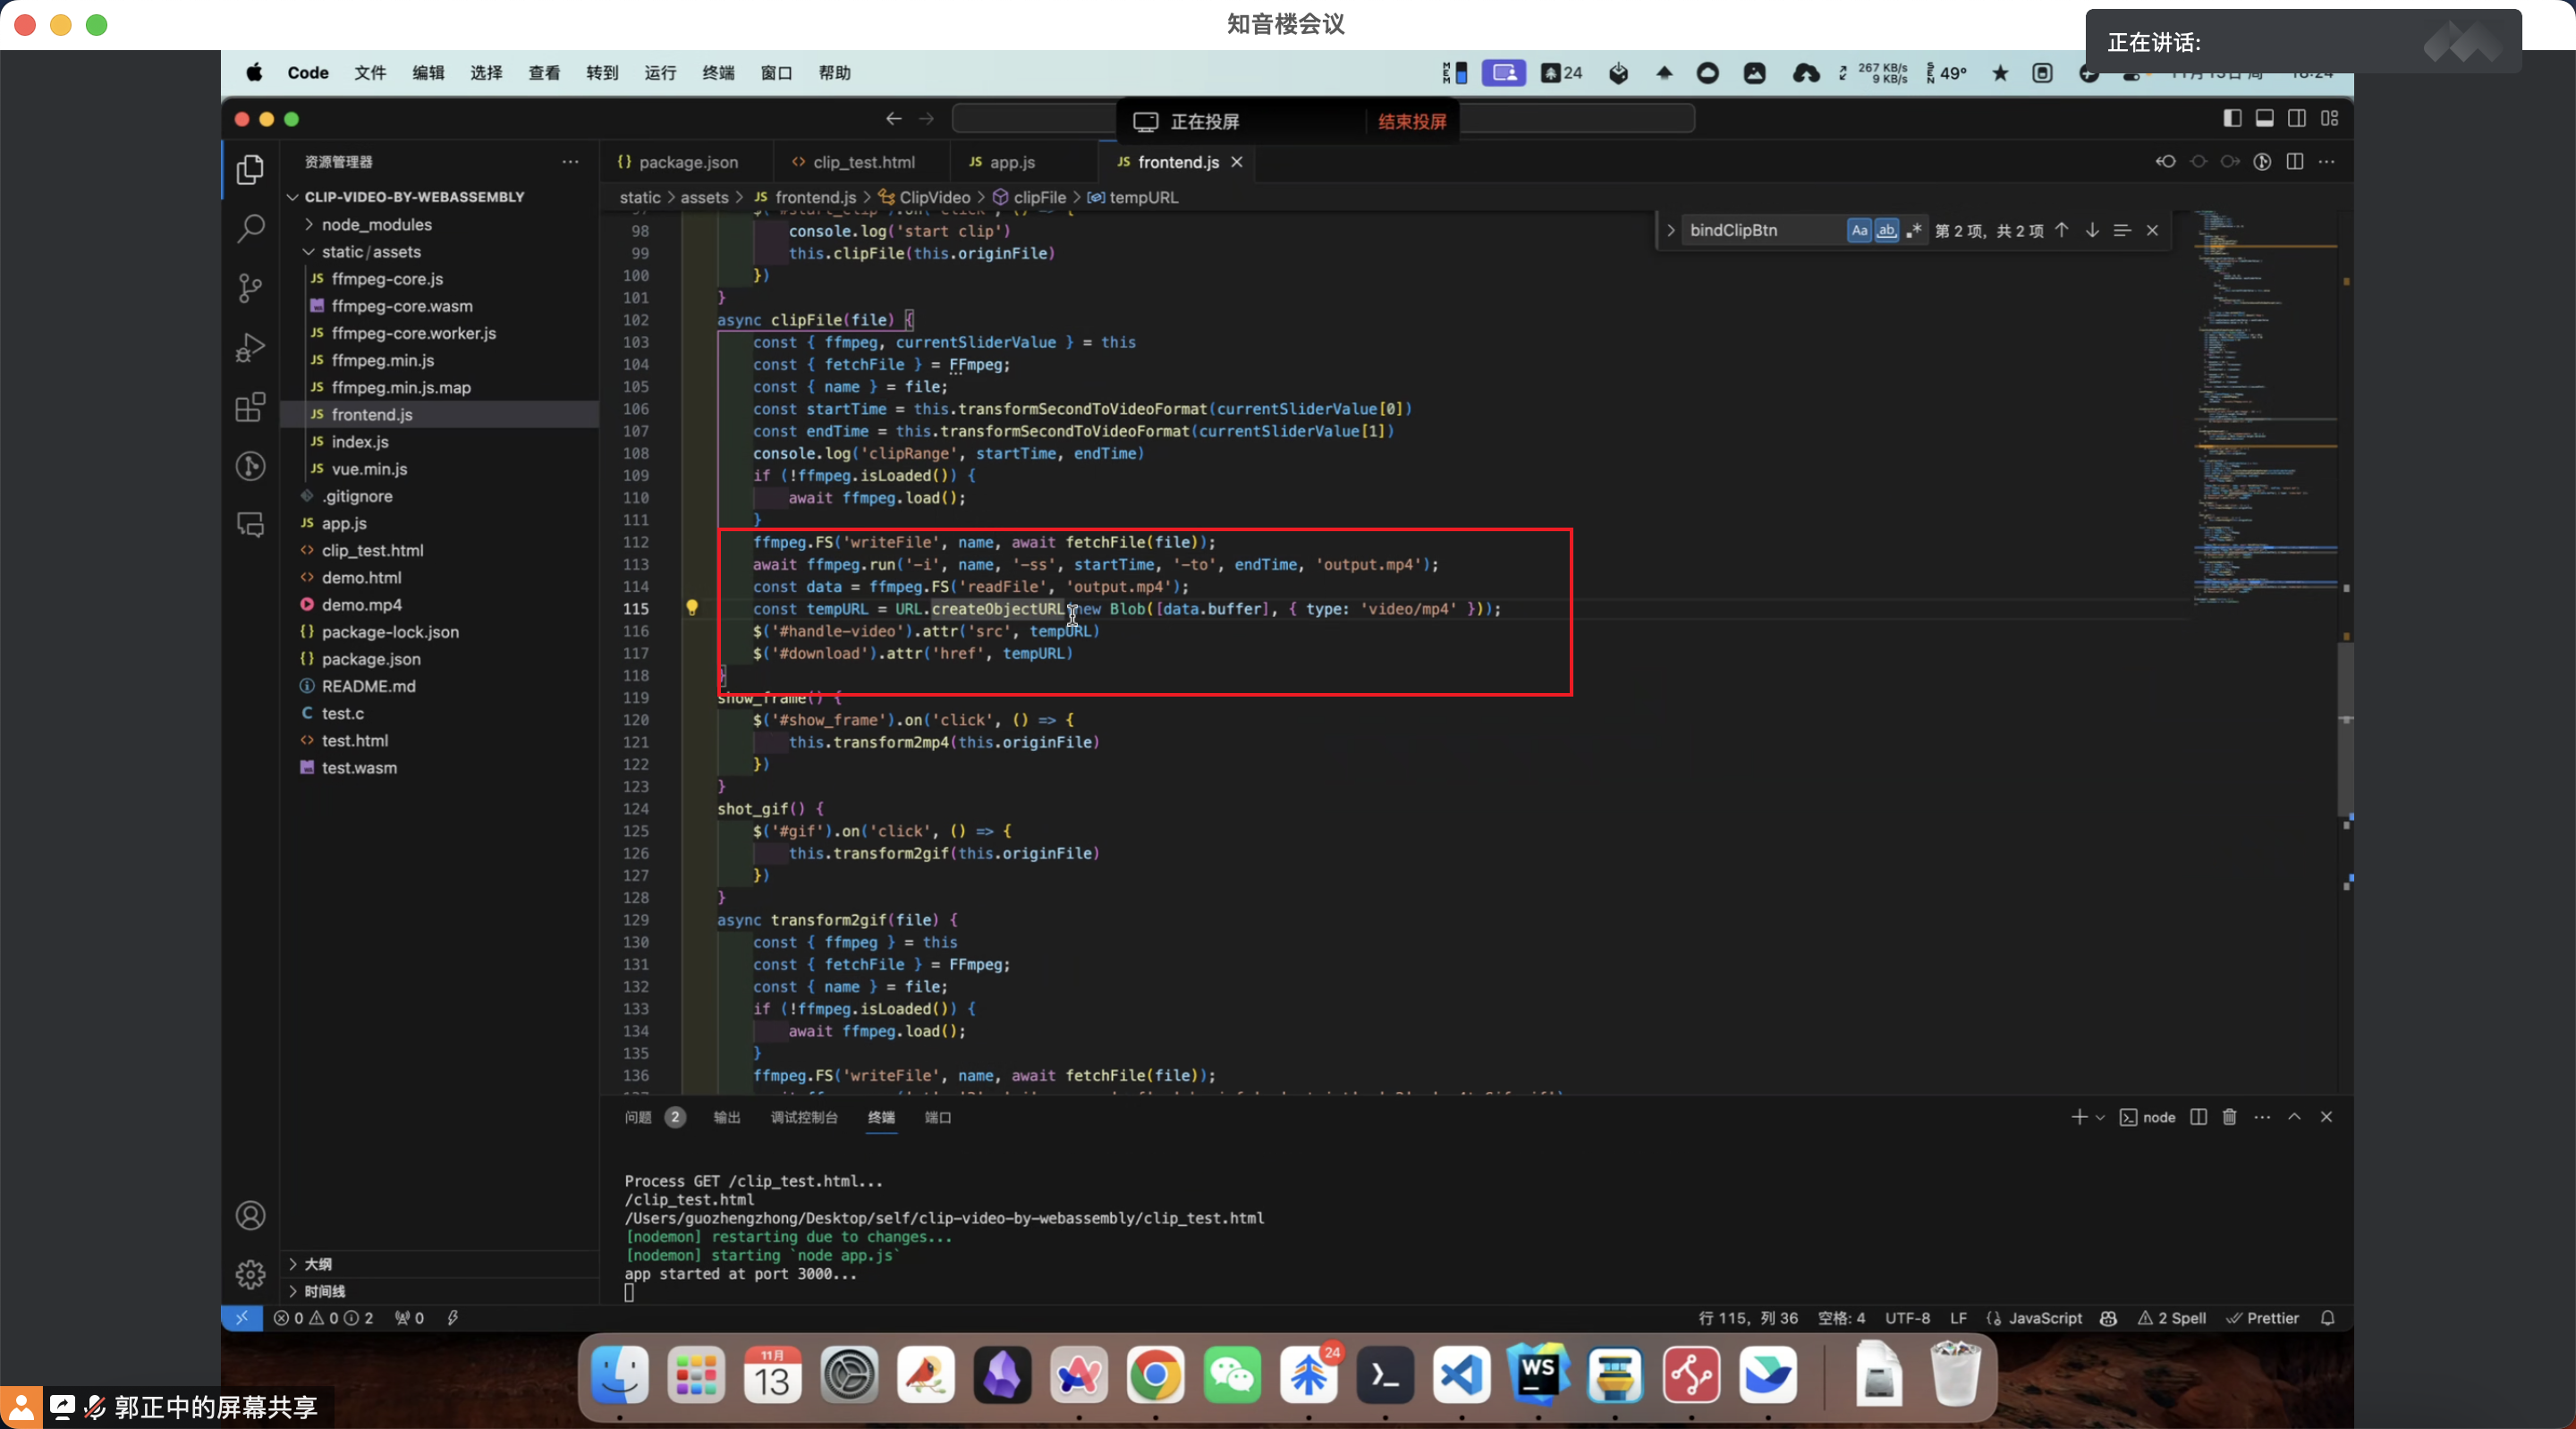 知音楼会议
正在讲话:
Code 文件 编辑 选择 查看 转到 运行 终端 窗口 帮助
24
267 KB/s
9 KB/s
49°
正在投屏 结束投屏
资源管理器
package.json
clip_test.html
app.js
frontend.js
static > assets > JS frontend.js > ClipVideo > clipFile > tempURL
bindClipBtn
Aa ab 第 2 项, 共 2 项
CLIP-VIDEO-BY-WEBASSEMBLY
node_modules
static/assets
JS ffmpeg-core.js
ffmpeg-core.wasm
JS ffmpeg-core.worker.js
JS ffmpeg.min.js
JS ffmpeg.min.js.map
JS frontend.js
JS index.js
JS vue.min.js
.gitignore
JS app.js
<> clip_test.html
<> demo.html
demo.mp4
{} package-lock.json
{} package.json
README.md
C test.c
<> test.html
test.wasm
大纲
时间线
97 $('#start_clip').on('click', () => {
98 console.log('start clip')
99 this.clipFile(this.originFile)
100 })
101 }
102 async clipFile(file) {
103 const { ffmpeg, currentSliderValue } = this
104 const { fetchFile } = FFmpeg;
105 const { name } = file;
106 const startTime = this.transformSecondToVideoFormat(currentSliderValue[0])
107 const endTime = this.transformSecondToVideoFormat(currentSliderValue[1])
108 console.log('clipRange', startTime, endTime)
109 if (!ffmpeg.isLoaded()) {
110 await ffmpeg.load();
111 }
112 ffmpeg.FS('writeFile', name, await fetchFile(file));
113 await ffmpeg.run('-i', name, '-ss', startTime, '-to', endTime, 'output.mp4');
114 const data = ffmpeg.FS('readFile', 'output.mp4');
115 const tempURL = URL.createObjectURL(new Blob([data.buffer], { type: 'video/mp4' }));
116 $('#handle-video').attr('src', tempURL)
117 $('#download').attr('href', tempURL)
118 }
119 show_frame() {
120 $('#show_frame').on('click', () => {
121 this.transform2mp4(this.originFile)
122 })
123 }
124 shot_gif() {
125 $('#gif').on('click', () => {
126 this.transform2gif(this.originFile)
127 })
128 }
129 async transform2gif(file) {
130 const { ffmpeg } = this
131 const { fetchFile } = FFmpeg;
132 const { name } = file;
133 if (!ffmpeg.isLoaded()) {
134 await ffmpeg.load();
135 }
136 ffmpeg.FS('writeFile', name, await fetchFile(file));
问题 2 输出 调试控制台 终端 端口
node
Process GET /clip_test.html...
/clip_test.html
/Users/guozhengzhong/Desktop/self/clip-video-by-webassembly/clip_test.html
[nodemon] restarting due to changes...
[nodemon] starting `node app.js`
app started at port 3000...
0 0 2 0
行 115, 列 36 空格: 4 UTF-8 LF JavaScript 2 Spell Prettier
11月
13
24
WS
郭正中的屏幕共享